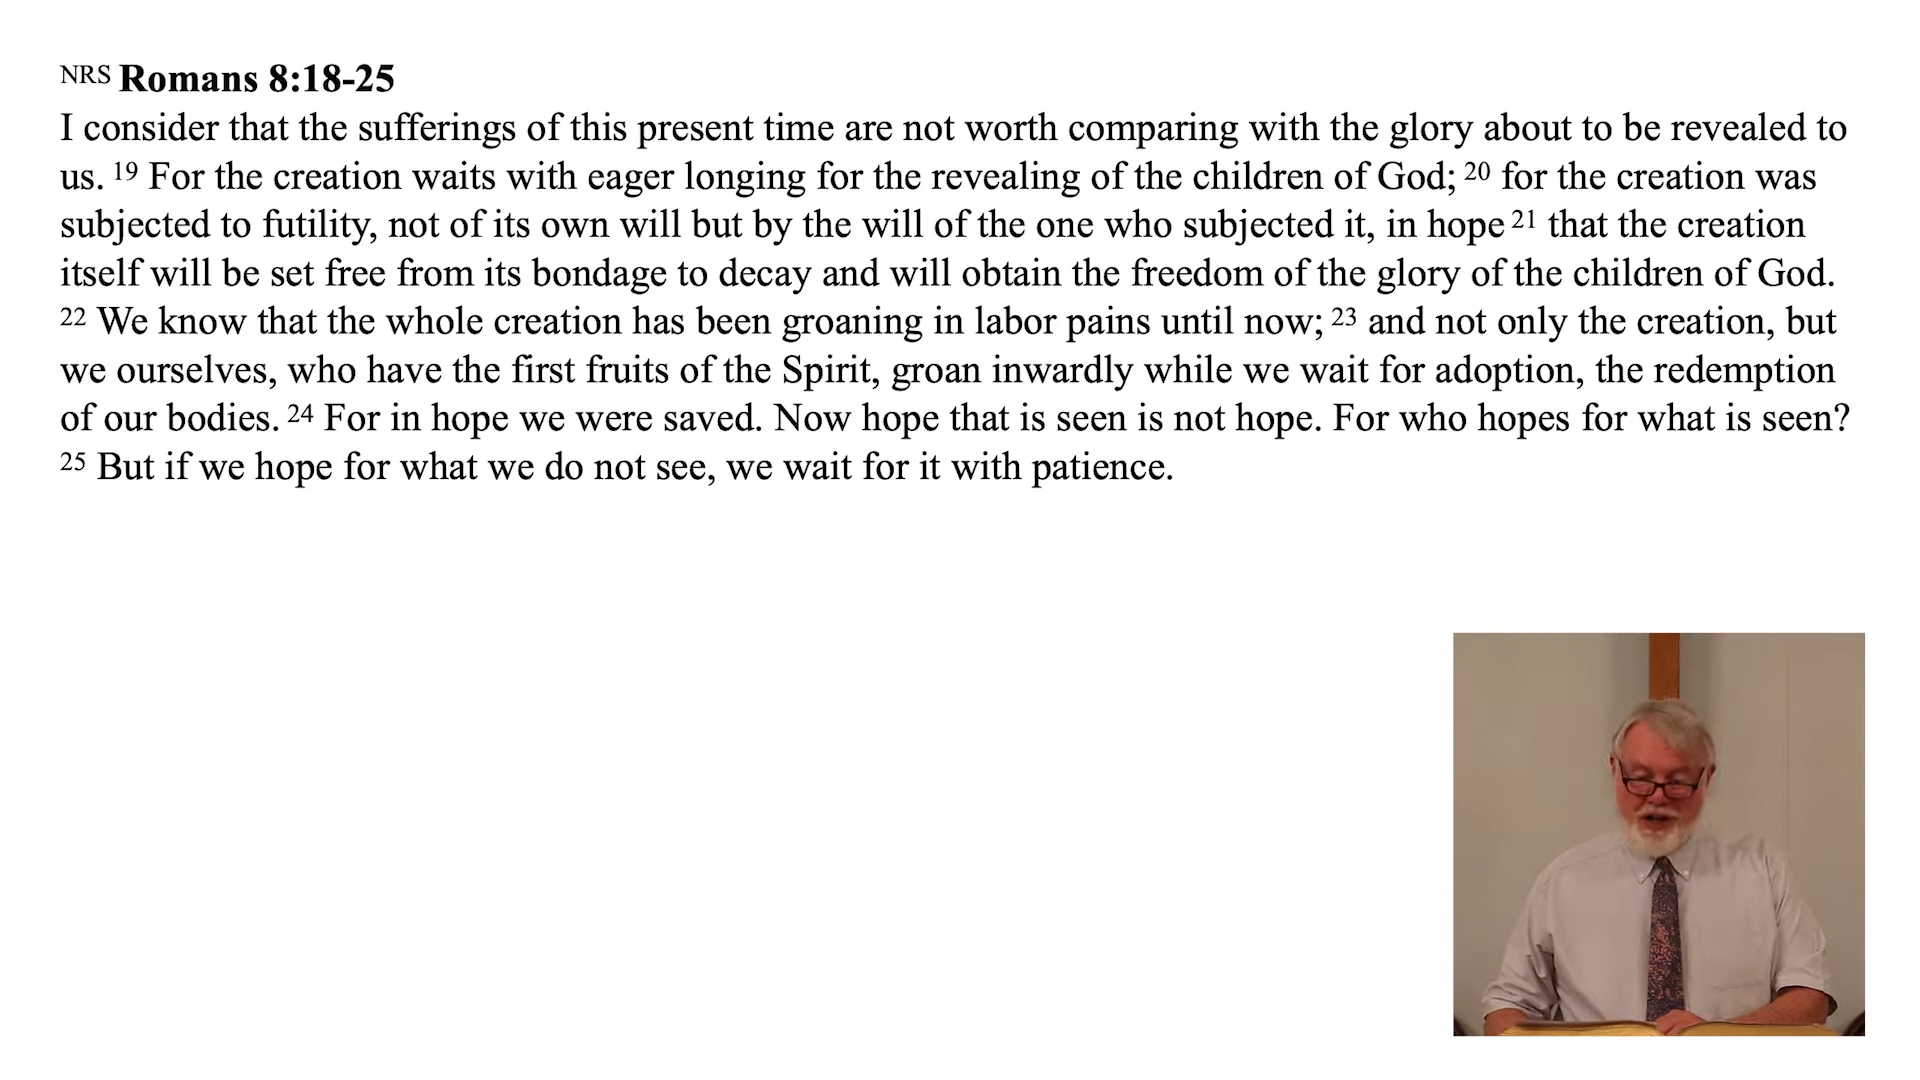 NRS Romans 8:18-25
I consider that the sufferings of this present time are not worth comparing with the glory about to be revealed to
us. 19 For the creation waits with eager longing for the revealing of the children of God; 20 for the creation was
subjected to futility, not of its own will but by the will of the one who subjected it, in hope 21 that the creation
itself will be set free from its bondage to decay and will obtain the freedom of the glory of the children of God.
22 We know that the whole creation has been groaning in labor pains until now; 23 and not only the creation, but
we ourselves, who have the first fruits of the Spirit, groan inwardly while we wait for adoption, the redemption
of our bodies. 24 For in hope we were saved. Now hope that is seen is not hope. For who hopes for what is seen?
25 But if we hope for what we do not see, we wait for it with patience.